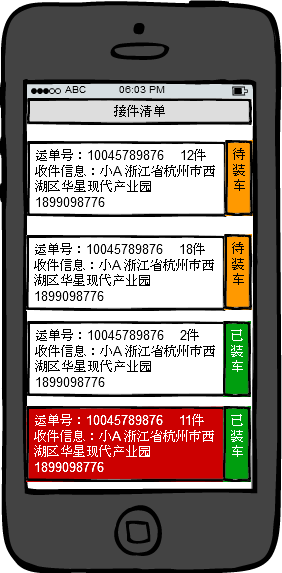 ABC 06:03 PM
接件清单
运单号：10045789876 12件
收件信息：小A 浙江省杭州市西
湖区华星现代产业园
1899098776
待装车
运单号：10045789876 18件
收件信息：小A 浙江省杭州市西
湖区华星现代产业园
1899098776
待装车
运单号：10045789876 2件
收件信息：小A 浙江省杭州市西
湖区华星现代产业园
1899098776
已装车
运单号：10045789876 11件
收件信息：小A 浙江省杭州市西
湖区华星现代产业园
1899098776
已装车